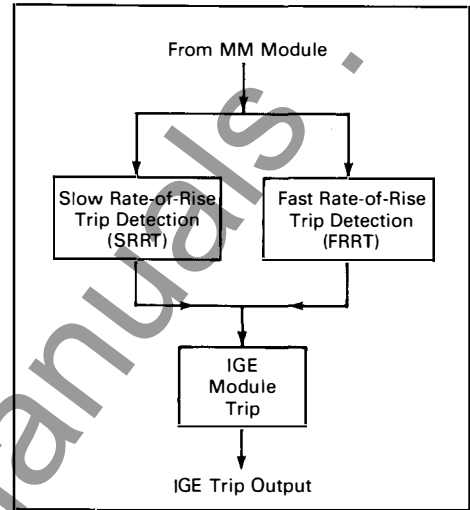 From MM Module
Slow Rate-of-Rise
Trip Detection
(SRRT)
Fast Rate-of-Rise
Trip Detection
(FRRT)
IGE
Module
Trip
IGE Trip Output
anuals.